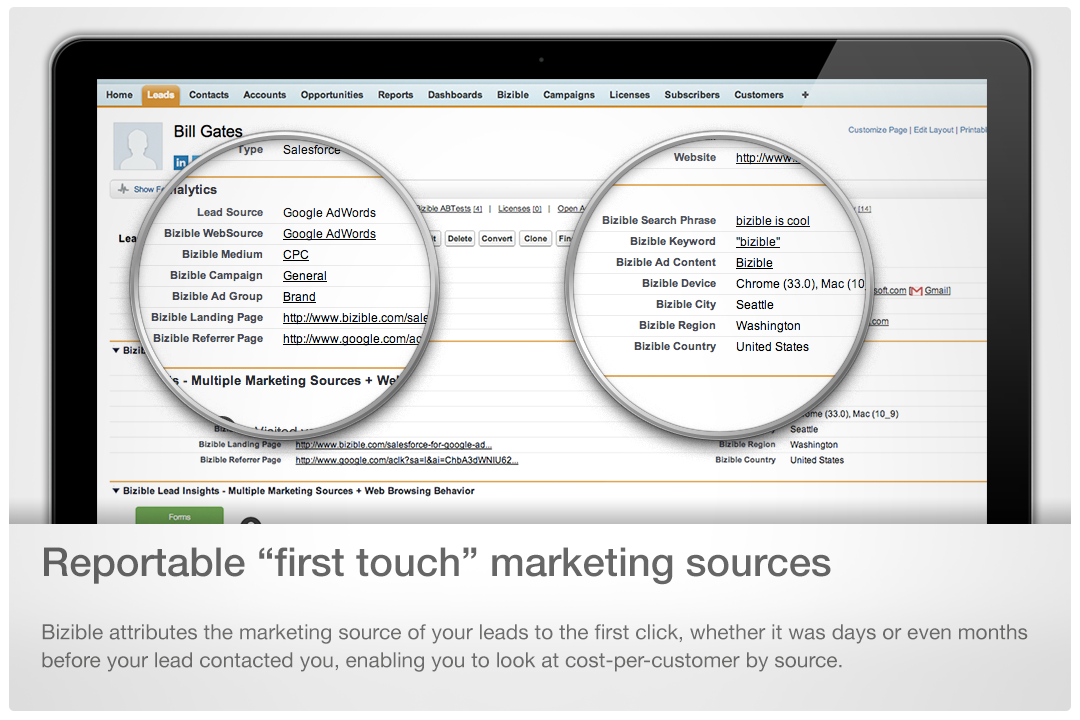 Home Leads Contacts Accounts Opportunities Reports Dashboards Bizible Campaigns Licenses Subscribers Customers +
Bill Gates
Customize Page | Edit Layout | Printabl
in
Show
Type Salesforce
nalytics
Lead Source Google AdWords
Bizible WebSource Google AdWords
Bizible Medium CPC
Bizible Campaign General
Bizible Ad Group Brand
Bizible Landing Page http://www.bizible.com/sale
Bizible Referrer Page http://www.google.com/ac
- Multiple Marketing Sources + We
Bizible ABTests [4] | Licenses [0] | Open A
[14]
Lea
Delete Convert Clone Fin
Website http://www.
Bizible Search Phrase bizible is cool
Bizible Keyword "bizible"
Bizible Ad Content Bizible
Bizible Device Chrome (33.0), Mac (10
Bizible City Seattle
Bizible Region Washington
Bizible Country United States
soft.com [Gmail]
.com
Visited
ome (33.0), Mac (10_9)
Seattle
Bizible Landing Page http://www.bizible.com/salesforce-for-google-ad...
Bizible Region Washington
Bizible Referrer Page http://www.google.com/aclk?sa=l&ai=ChbA3dWNIU62...
Bizible Country United States
Bizible Lead Insights - Multiple Marketing Sources + Web Browsing Behavior
Forms
Reportable “first touch” marketing sources
Bizible attributes the marketing source of your leads to the first click, whether it was days or even months
before your lead contacted you, enabling you to look at cost-per-customer by source.